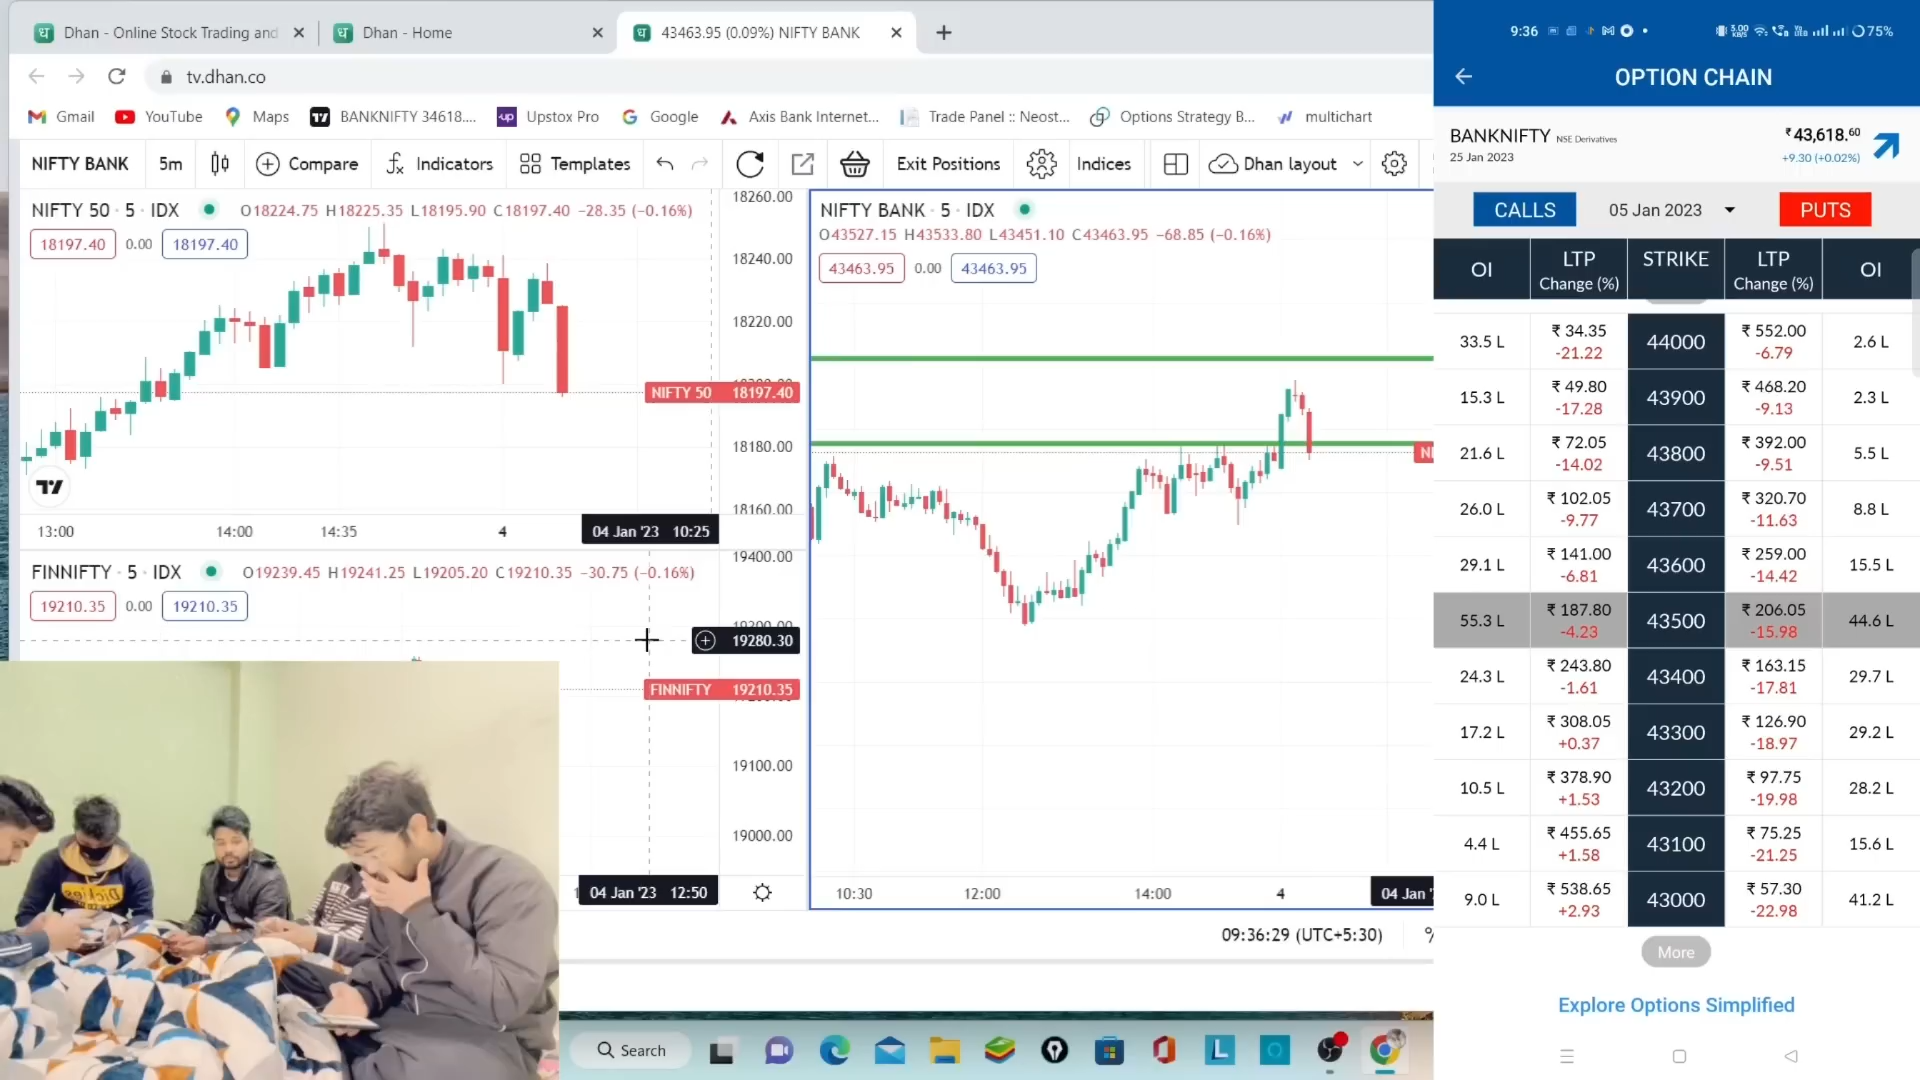 Dhan - Online Stock Trading and
Dhan - Home
43463.95 (0.09%) NIFTY BANK
tv.dhan.co
Gmail
YouTube
Maps
BANKNIFTY 34618....
Upstox Pro
Google
Axis Bank Internet...
Trade Panel :: Neost...
Options Strategy B...
multichart
NIFTY BANK
5m
Compare
Indicators
Templates
Exit Positions
Indices
Dhan layout
NIFTY 50 · 5 · IDX
O18224.75 H18225.35 L18195.90 C18197.40 −28.35 (−0.16%)
18197.40 0.00 18197.40
18260.00
18240.00
18220.00
NIFTY 50 18197.40
18180.00
18160.00
13:00 14:00 14:35 4 04 Jan '23 10:25
FINNIFTY · 5 · IDX
O19239.45 H19241.25 L19205.20 C19210.35 −30.75 (−0.16%)
19210.35 0.00 19210.35
19400.00
19280.30
FINNIFTY 19210.35
19100.00
19000.00
04 Jan '23 12:50
NIFTY BANK · 5 · IDX
O43527.15 H43533.80 L43451.10 C43463.95 −68.85 (−0.16%)
43463.95 0.00 43463.95
10:30 12:00 14:00 4 04 Jan '
09:36:29 (UTC+5:30) %
Dickies
Search
9:36
75%
OPTION CHAIN
BANKNIFTY NSE Derivatives
25 Jan 2023
₹ 43,618.60
+9.30 (+0.02%)
CALLS 05 Jan 2023 PUTS
OI LTP Change (%) STRIKE LTP Change (%) OI
33.5 L ₹ 34.35 -21.22 44000 ₹ 552.00 -6.79 2.6 L
15.3 L ₹ 49.80 -17.28 43900 ₹ 468.20 -9.13 2.3 L
21.6 L ₹ 72.05 -14.02 43800 ₹ 392.00 -9.51 5.5 L
26.0 L ₹ 102.05 -9.77 43700 ₹ 320.70 -11.63 8.8 L
29.1 L ₹ 141.00 -6.81 43600 ₹ 259.00 -14.42 15.5 L
55.3 L ₹ 187.80 -4.23 43500 ₹ 206.05 -15.98 44.6 L
24.3 L ₹ 243.80 -1.61 43400 ₹ 163.15 -17.81 29.7 L
17.2 L ₹ 308.05 +0.37 43300 ₹ 126.90 -18.97 29.2 L
10.5 L ₹ 378.90 +1.53 43200 ₹ 97.75 -19.98 28.2 L
4.4 L ₹ 455.65 +1.58 43100 ₹ 75.25 -21.25 15.6 L
9.0 L ₹ 538.65 +2.93 43000 ₹ 57.30 -22.98 41.2 L
More
Explore Options Simplified